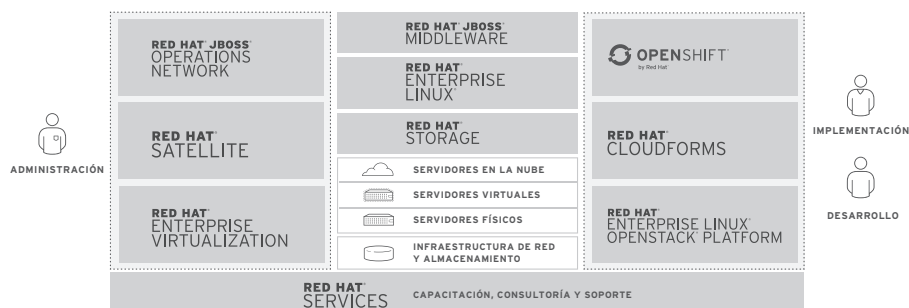 ADMINISTRACIÓN
RED HAT® JBOSS®
OPERATIONS
NETWORK
RED HAT®
SATELLITE
RED HAT®
ENTERPRISE
VIRTUALIZATION
RED HAT® JBOSS®
MIDDLEWARE
RED HAT®
ENTERPRISE
LINUX®
RED HAT®
STORAGE
SERVIDORES EN LA NUBE
SERVIDORES VIRTUALES
SERVIDORES FÍSICOS
INFRAESTRUCTURA DE RED
Y ALMACENAMIENTO
OPENSHIFT®
by Red Hat®
RED HAT®
CLOUDFORMS
RED HAT®
ENTERPRISE LINUX®
OPENSTACK® PLATFORM
IMPLEMENTACIÓN
DESARROLLO
RED HAT®
SERVICES
CAPACITACIÓN, CONSULTORÍA Y SOPORTE